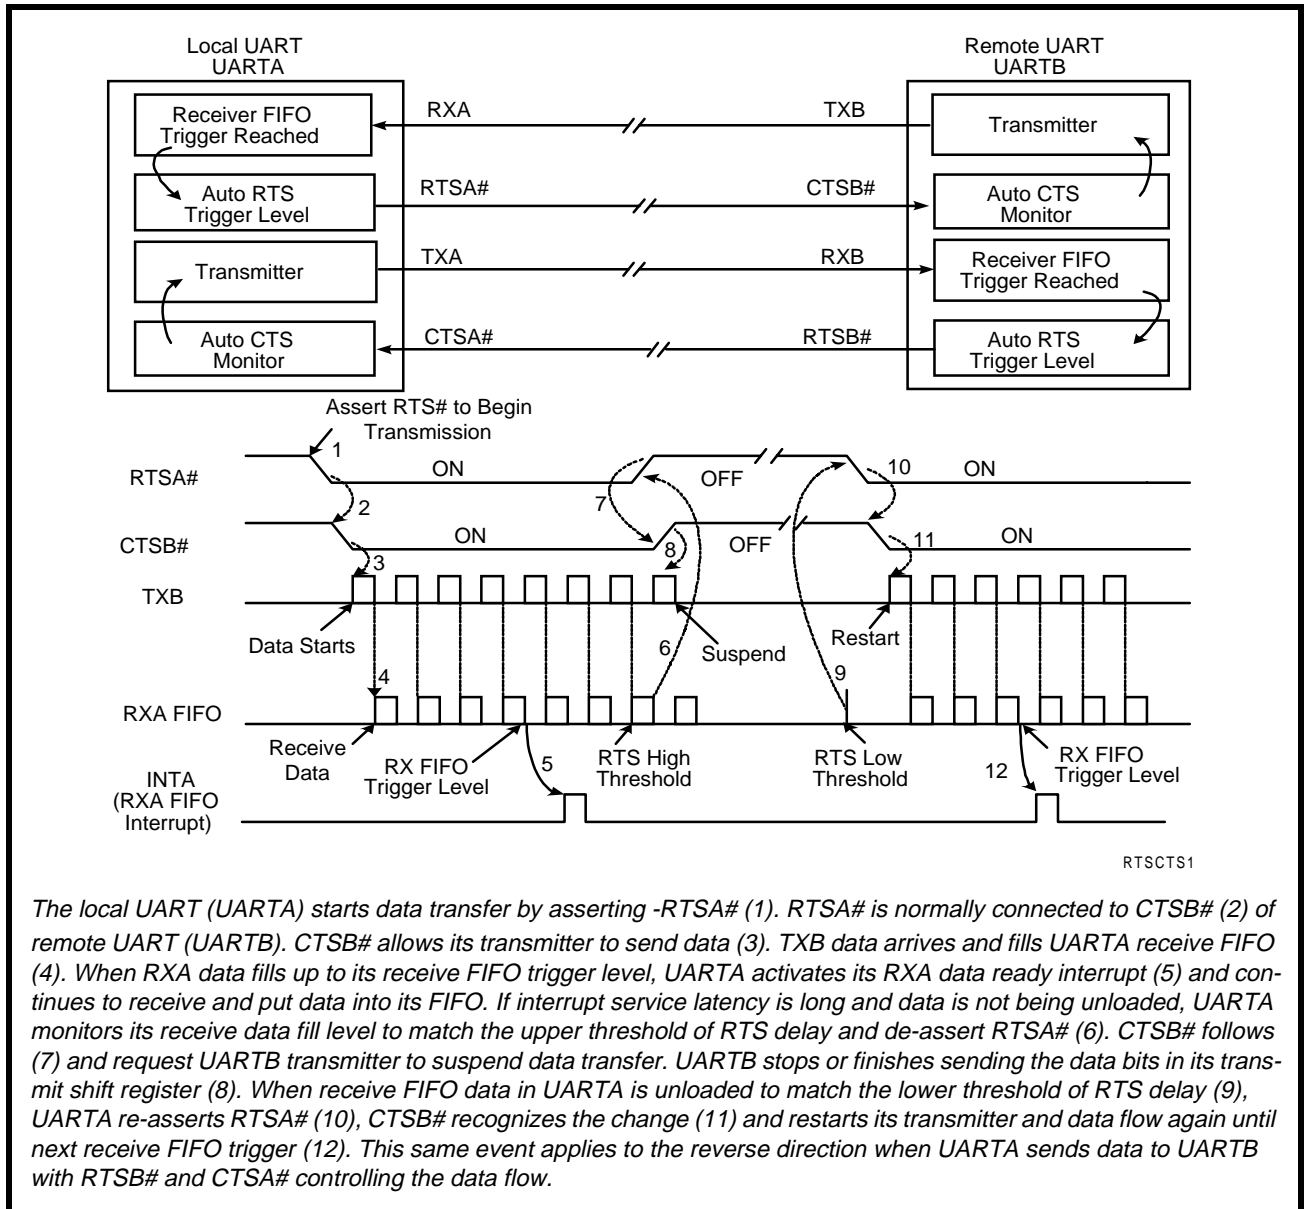 Local UART
UARTA
Remote UART
UARTB
Receiver FIFO
Trigger Reached
RXA
TXB
Transmitter
Auto RTS
Trigger Level
RTSA#
CTSB#
Auto CTS
Monitor
Transmitter
TXA
RXB
Receiver FIFO
Trigger Reached
Auto CTS
Monitor
CTSA#
RTSB#
Auto RTS
Trigger Level
Assert RTS# to Begin
Transmission
RTSA#
1
ON
OFF
10
ON
2
7
CTSB#
ON
8
OFF
11
ON
3
TXB
Data Starts
Suspend
Restart
4
6
9
RXA FIFO
Receive
Data
RX FIFO
Trigger Level
5
RTS High
Threshold
RTS Low
Threshold
12
RX FIFO
Trigger Level
INTA
(RXA FIFO
Interrupt)
RTSCTS1
The local UART (UARTA) starts data transfer by asserting -RTSA# (1). RTSA# is normally connected to CTSB# (2) of
remote UART (UARTB). CTSB# allows its transmitter to send data (3). TXB data arrives and fills UARTA receive FIFO
(4). When RXA data fills up to its receive FIFO trigger level, UARTA activates its RXA data ready interrupt (5) and con-
tinues to receive and put data into its FIFO. If interrupt service latency is long and data is not being unloaded, UARTA
monitors its receive data fill level to match the upper threshold of RTS delay and de-assert RTSA# (6). CTSB# follows
(7) and request UARTB transmitter to suspend data transfer. UARTB stops or finishes sending the data bits in its trans-
mit shift register (8). When receive FIFO data in UARTA is unloaded to match the lower threshold of RTS delay (9),
UARTA re-asserts RTSA# (10), CTSB# recognizes the change (11) and restarts its transmitter and data flow again until
next receive FIFO trigger (12). This same event applies to the reverse direction when UARTA sends data to UARTB
with RTSB# and CTSA# controlling the data flow.